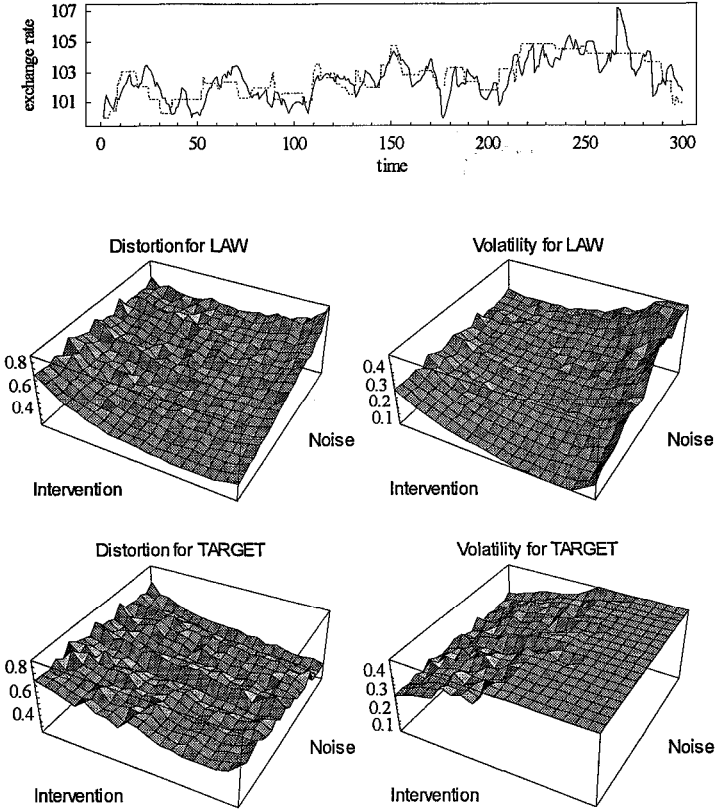 exchange rate
107
105
103
101
0 50 100 150 200 250 300
time
Distortion for LAW
0.8
0.6
0.4
Intervention
Noise
Volatility for LAW
0.4
0.3
0.2
0.1
Intervention
Noise
Distortion for TARGET
0.8
0.6
0.4
Intervention
Noise
Volatility for TARGET
0.4
0.3
0.2
0.1
Intervention
Noise